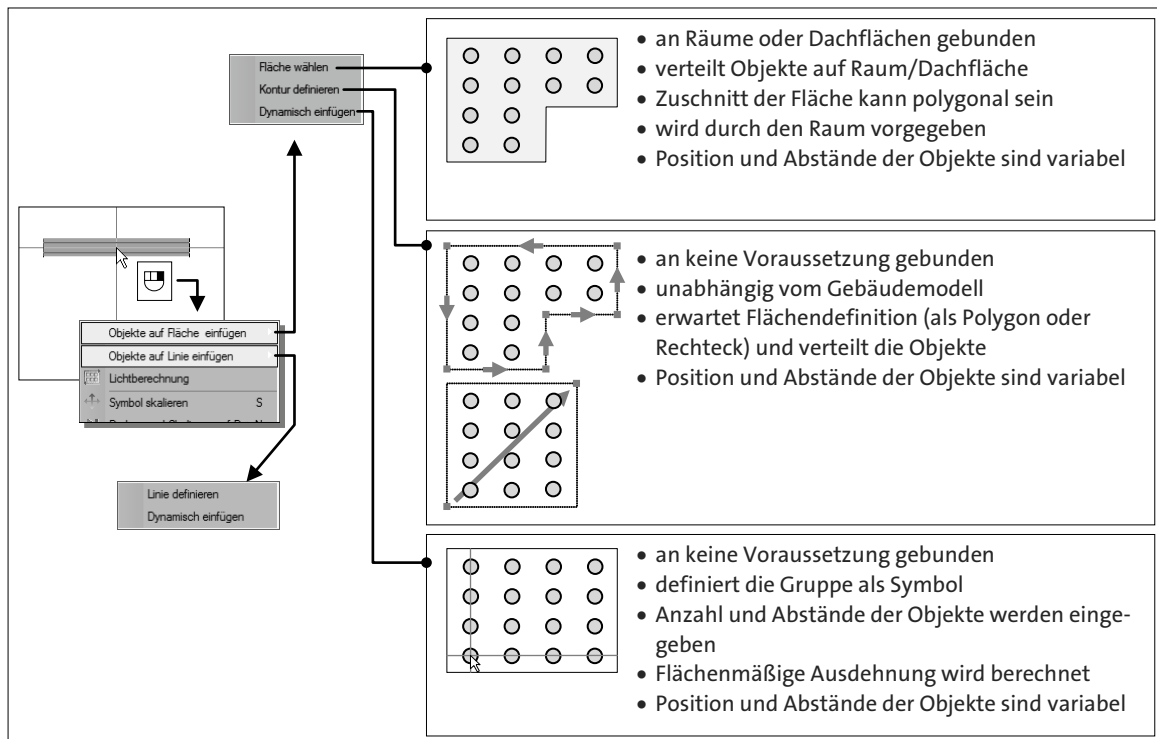 Fläche wählen
Kontur definieren
Dynamisch einfügen
• an Räume oder Dachflächen gebunden
• verteilt Objekte auf Raum/Dachfläche
• Zuschnitt der Fläche kann polygonal sein
• wird durch den Raum vorgegeben
• Position und Abstände der Objekte sind variabel
Objekte auf Fläche einfügen
Objekte auf Linie einfügen
Lichtberechnung
Symbol skalieren S
Linie definieren
Dynamisch einfügen
• an keine Voraussetzung gebunden
• unabhängig vom Gebäudemodell
• erwartet Flächendefinition (als Polygon oder
Rechteck) und verteilt die Objekte
• Position und Abstände der Objekte sind variabel
• an keine Voraussetzung gebunden
• definiert die Gruppe als Symbol
• Anzahl und Abstände der Objekte werden einge-
geben
• Flächenmäßige Ausdehnung wird berechnet
• Position und Abstände der Objekte sind variabel